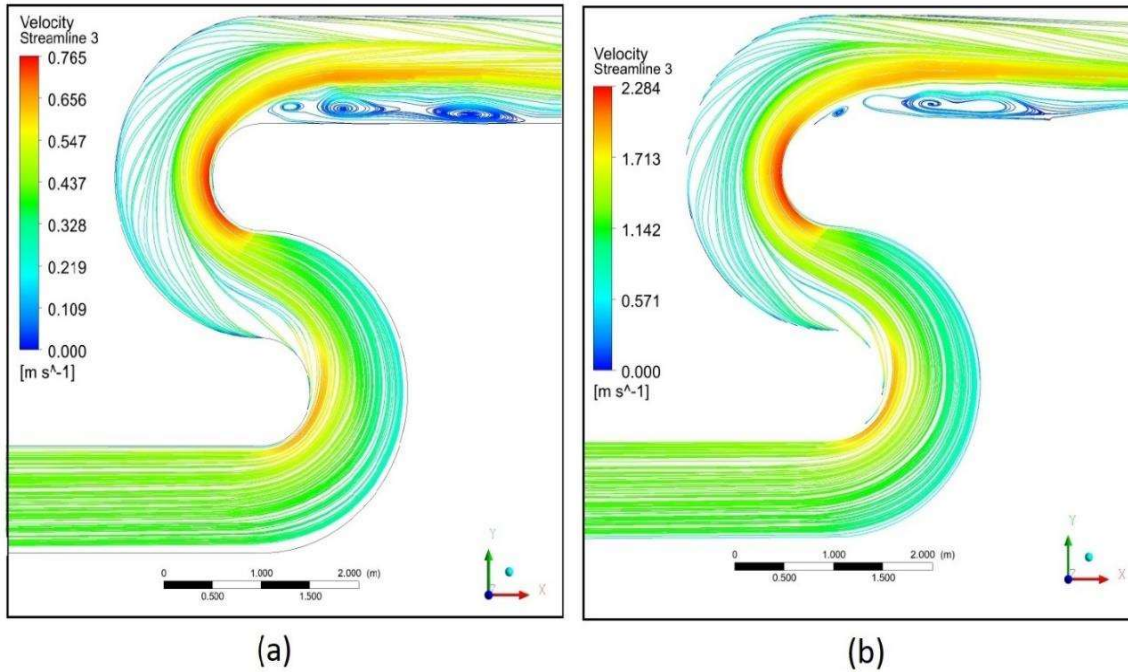 Velocity
Streamline 3
0.765
0.656
0.547
0.437
0.328
0.219
0.109
0.000
[m s^-1]
0 1.000 2.000 (m)
0.500 1.500
Y
X
Z
(a)
Velocity
Streamline 3
2.284
1.713
1.142
0.571
0.000
[m s^-1]
0 1.000 2.000 (m)
0.500 1.500
Y
X
(b)